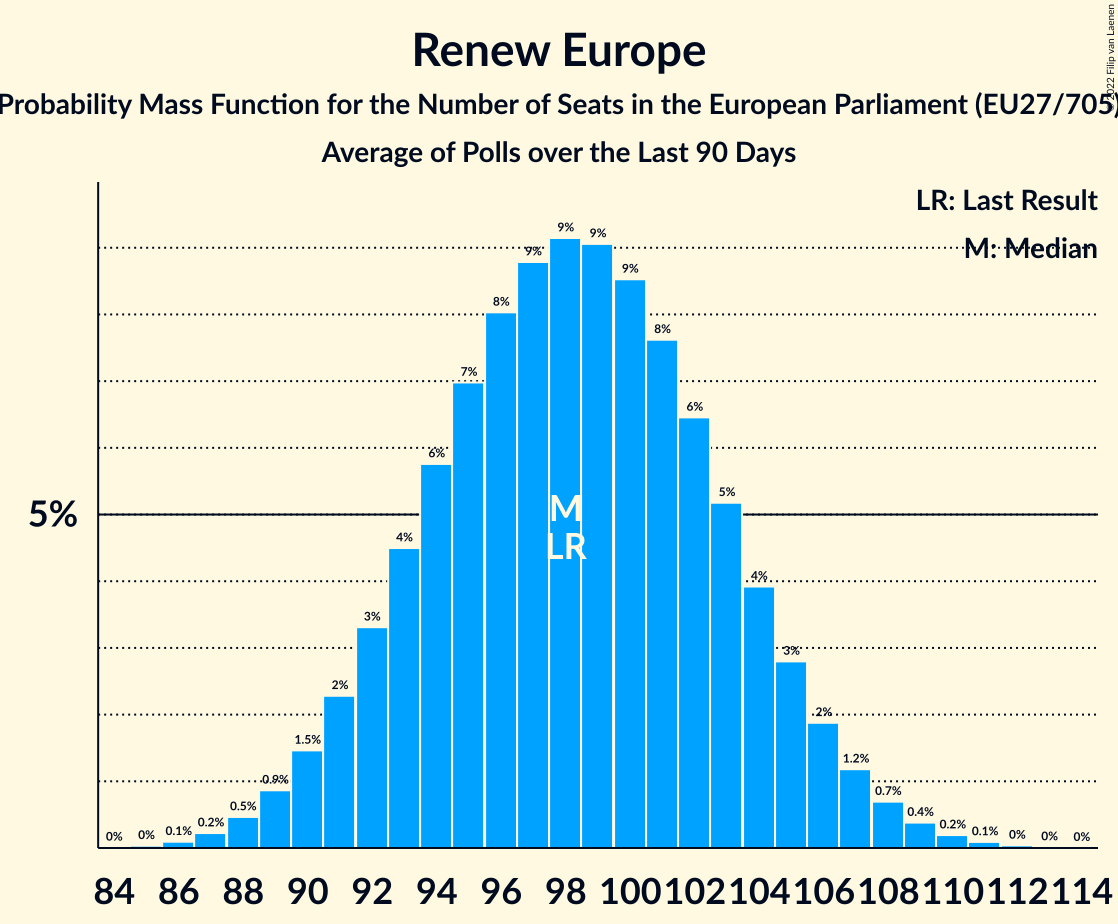 Renew Europe
Probability Mass Function for the Number of Seats in the European Parliament (EU27/705)
Average of Polls over the Last 90 Days
© 2022 Filip van Laenen
LR: Last Result
M: Median
5%
0% 0% 0.1% 0.2% 0.5% 0.9% 1.5% 2% 3% 4% 6% 7% 8% 9% 9% 9% 9% 8% 6% 5% 4% 3% 2% 1.2% 0.7% 0.4% 0.2% 0.1% 0% 0% 0%
M
LR
84 86 88 90 92 94 96 98 100 102 104 106 108 110 112 114